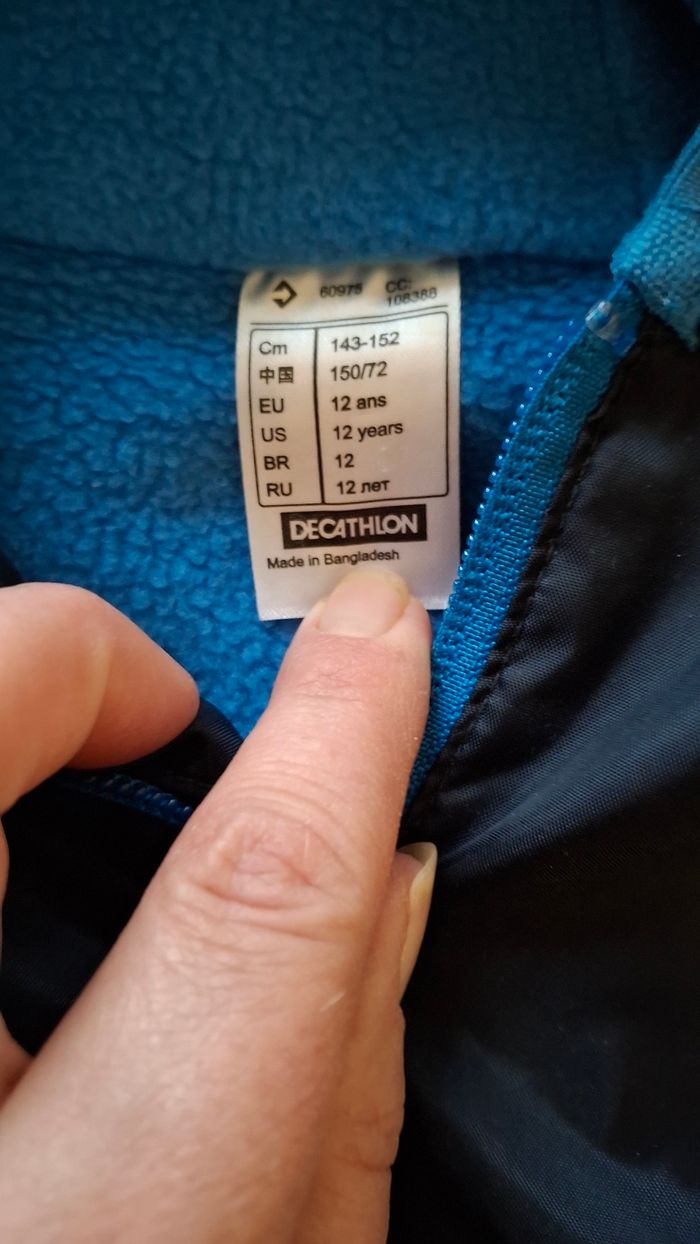 60975 CC:
108388
Cm 143-152
中国 150/72
EU 12 ans
US 12 years
BR 12
RU 12 лет
DECATHLON
Made in Bangladesh